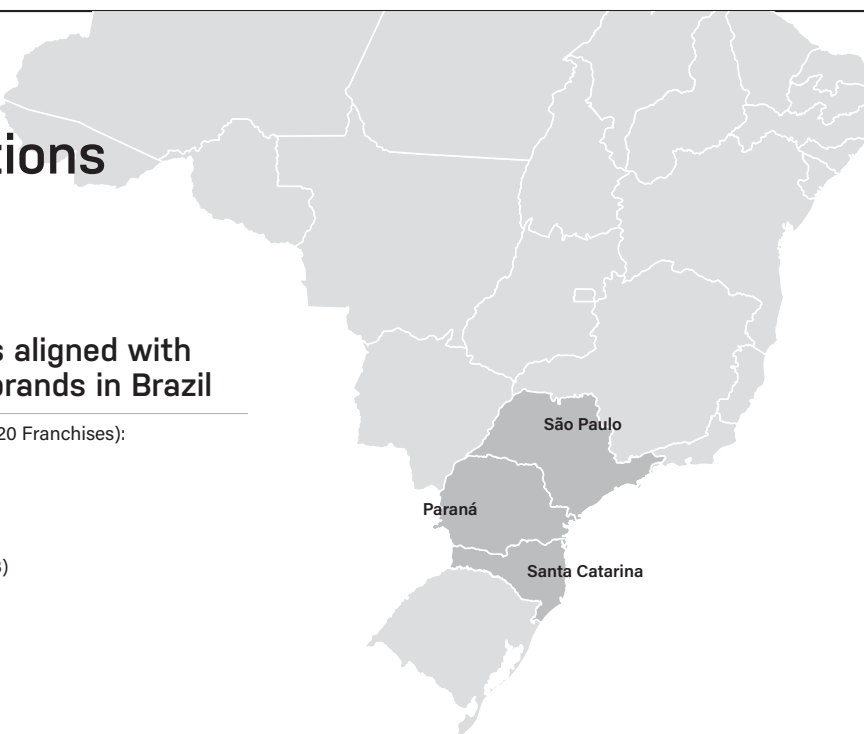 tions
s aligned with
brands in Brazil
20 Franchises):
)
São Paulo
Paraná
Santa Catarina